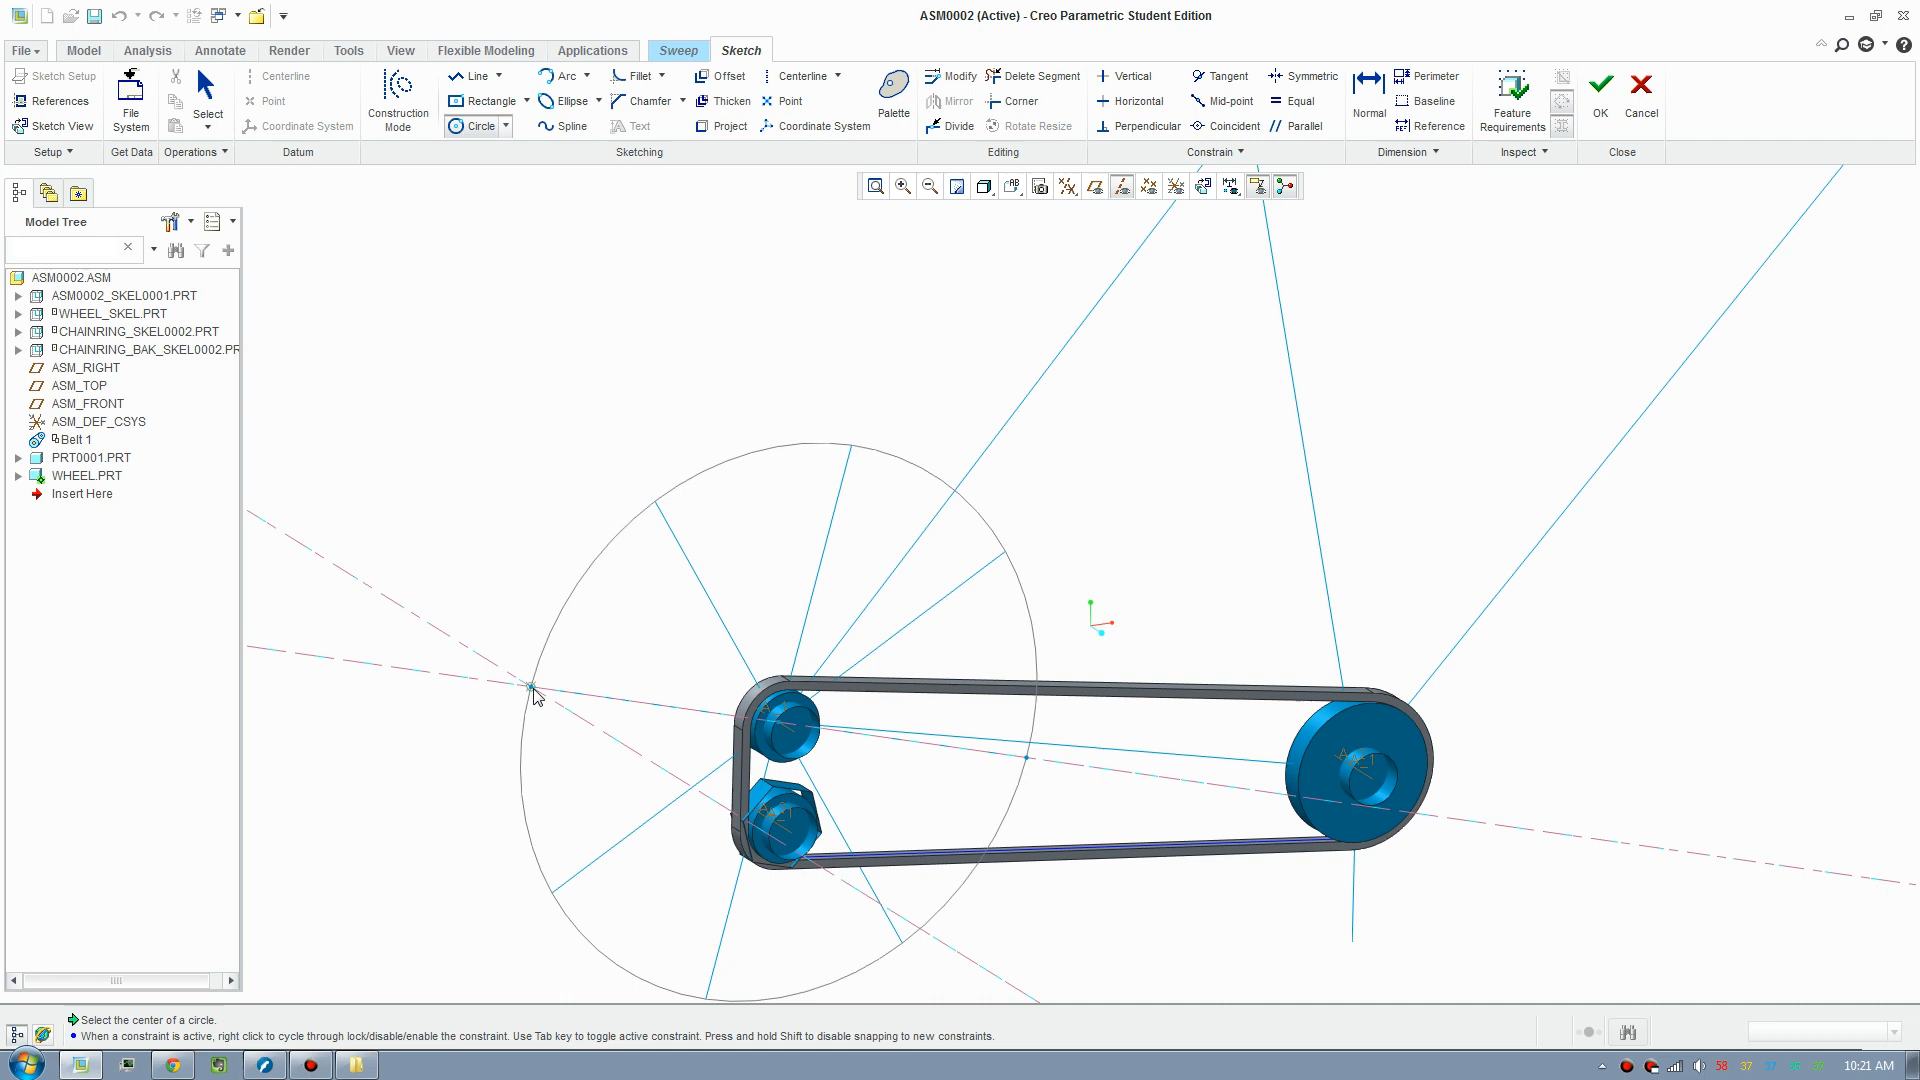 ASM0002 (Active) - Creo Parametric Student Edition
File Model Analysis Annotate Render Tools View Flexible Modeling Applications Sweep Sketch
Sketch Setup
References
Sketch View
File
System
Select
Centerline
Point
Coordinate System
Construction
Mode
Line Arc Fillet Offset Centerline
Rectangle Ellipse Chamfer Thicken Point
Circle Spline Text Project Coordinate System
Palette
Modify Delete Segment
Mirror Corner
Divide Rotate Resize
Vertical Tangent Symmetric
Horizontal Mid-point Equal
Perpendicular Coincident Parallel
Normal
Perimeter
Baseline
Reference
Feature
Requirements
OK
Cancel
Setup Get Data Operations Datum Sketching Editing Constrain Dimension Inspect Close
Model Tree
ASM0002.ASM
ASM0002_SKEL0001.PRT
WHEEL_SKEL.PRT
CHAINRING_SKEL0002.PRT
CHAINRING_BAK_SKEL0002.PR
ASM_RIGHT
ASM_TOP
ASM_FRONT
ASM_DEF_CSYS
Belt 1
PRT0001.PRT
WHEEL.PRT
Insert Here
Select the center of a circle.
When a constraint is active, right click to cycle through lock/disable/enable the constraint. Use Tab key to toggle active constraint. Press and hold Shift to disable snapping to new constraints.
58 37 37 10:21 AM